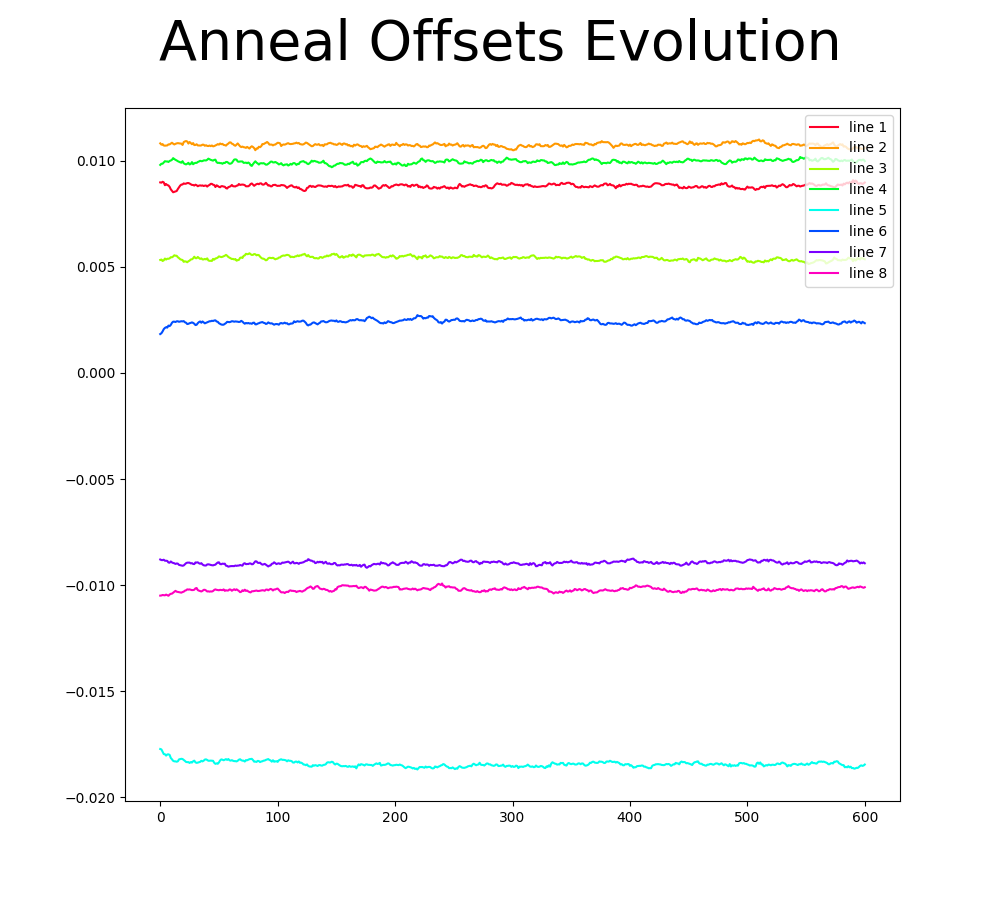 Anneal Offsets Evolution
line 1
line 2
line 3
line 4
line 5
line 6
line 7
line 8
0.010
0.005
0.000
−0.005
−0.010
−0.015
−0.020
0 100 200 300 400 500 600